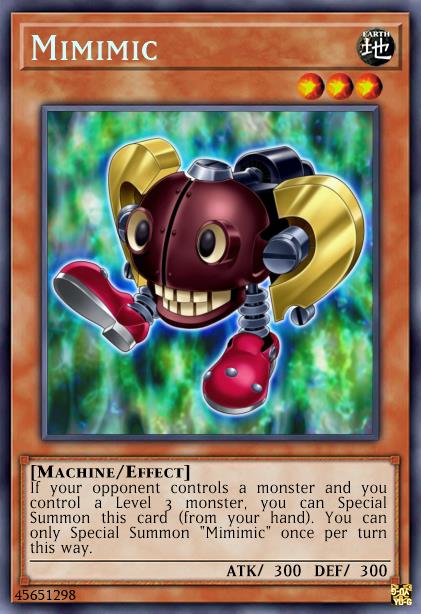 Mimimic
EARTH
地
[Machine/Effect]
If your opponent controls a monster and you
control a Level 3 monster, you can Special
Summon this card (from your hand). You can
only Special Summon "Mimimic" once per turn
this way.
ATK/ 300 DEF/ 300
45651298